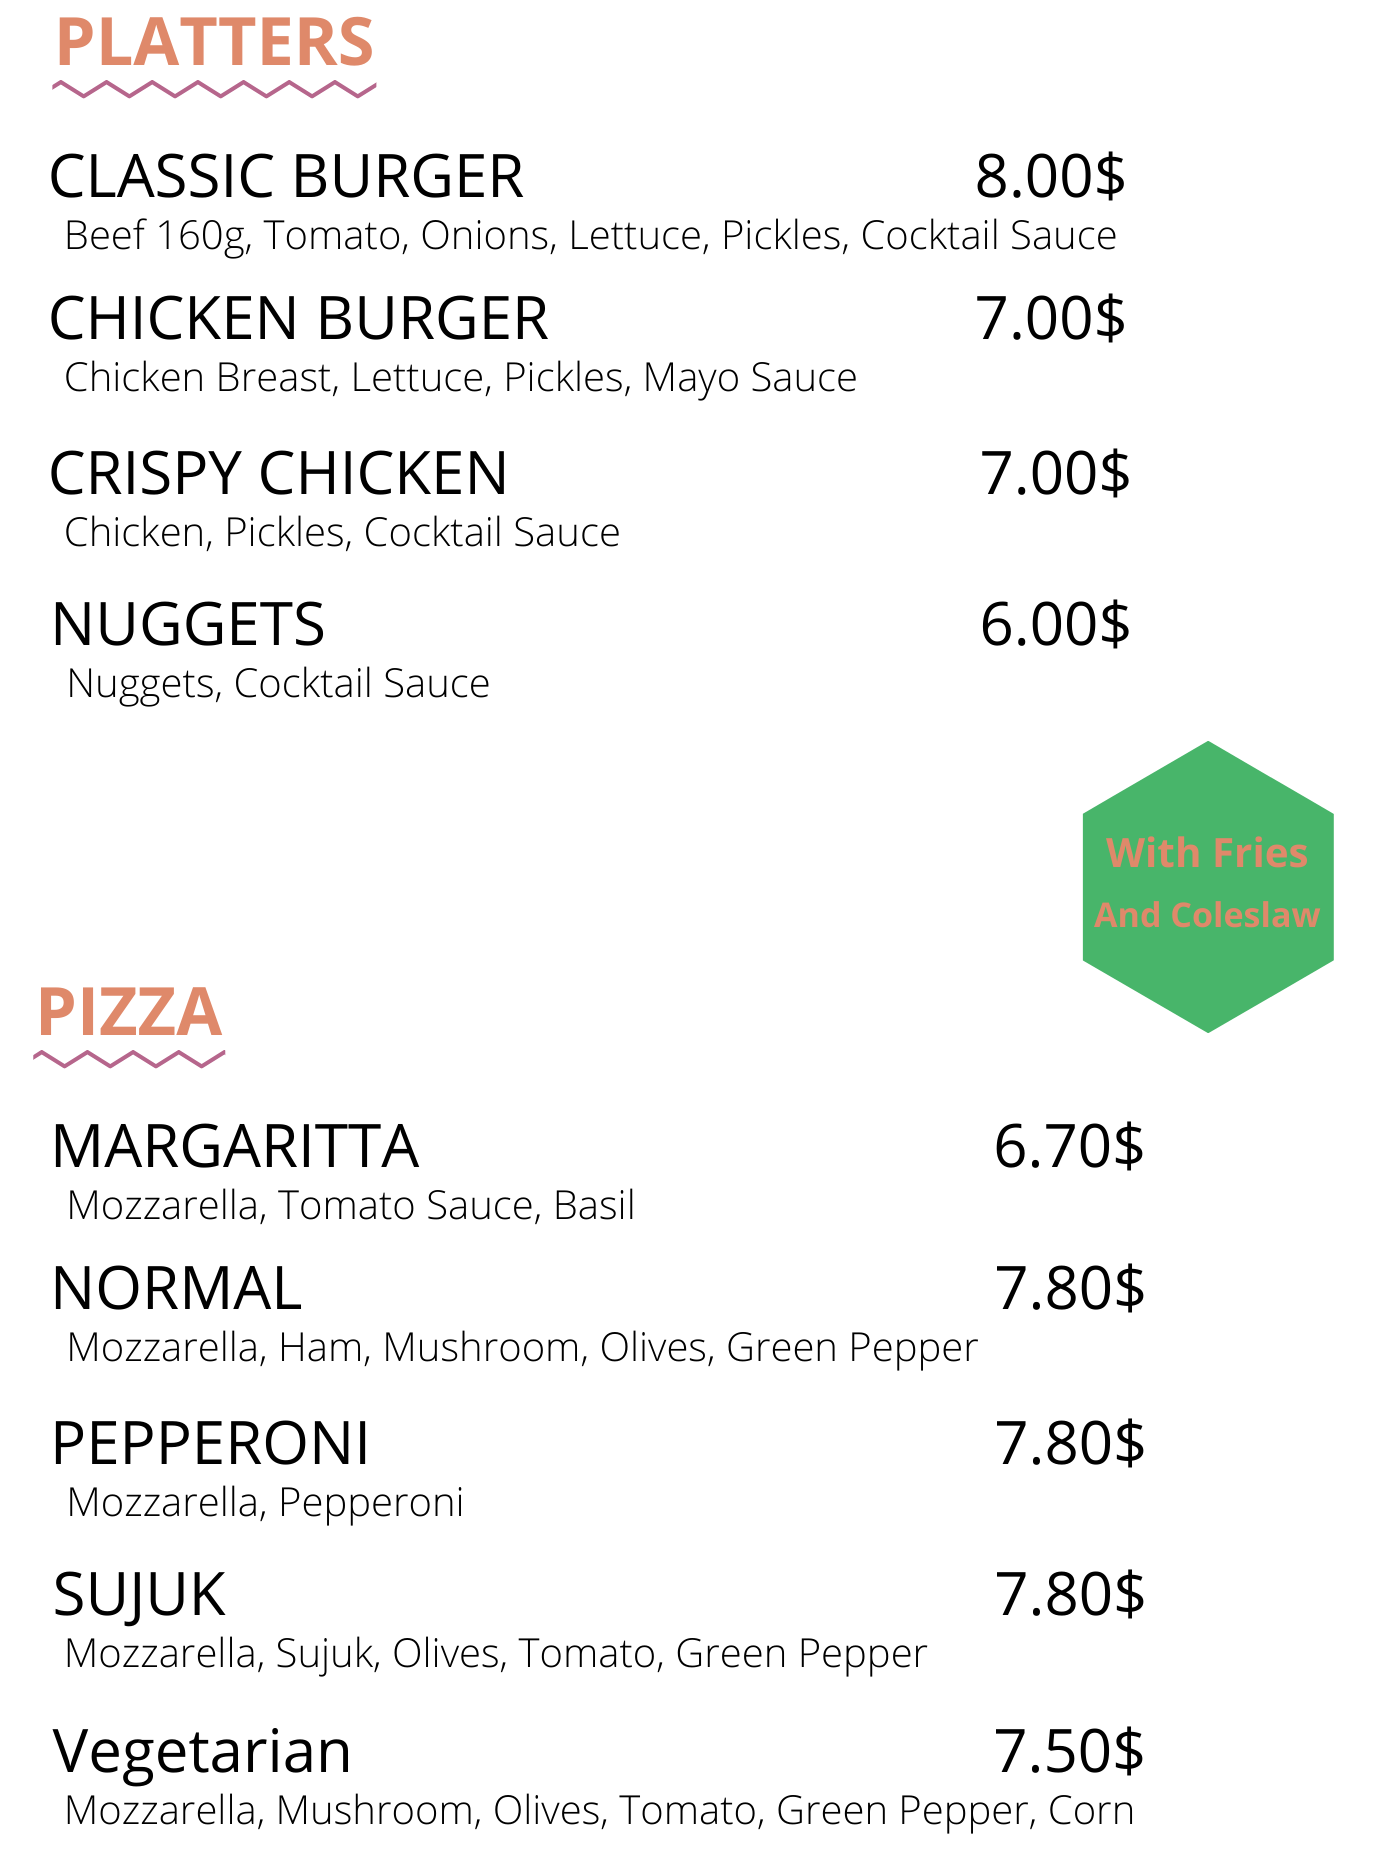 PLATTERS
CLASSIC BURGER 8.00$
Beef 160g, Tomato, Onions, Lettuce, Pickles, Cocktail Sauce
CHICKEN BURGER 7.00$
Chicken Breast, Lettuce, Pickles, Mayo Sauce
CRISPY CHICKEN 7.00$
Chicken, Pickles, Cocktail Sauce
NUGGETS 6.00$
Nuggets, Cocktail Sauce
With Fries
And Coleslaw
PIZZA
MARGARITTA 6.70$
Mozzarella, Tomato Sauce, Basil
NORMAL 7.80$
Mozzarella, Ham, Mushroom, Olives, Green Pepper
PEPPERONI 7.80$
Mozzarella, Pepperoni
SUJUK 7.80$
Mozzarella, Sujuk, Olives, Tomato, Green Pepper
Vegetarian 7.50$
Mozzarella, Mushroom, Olives, Tomato, Green Pepper, Corn